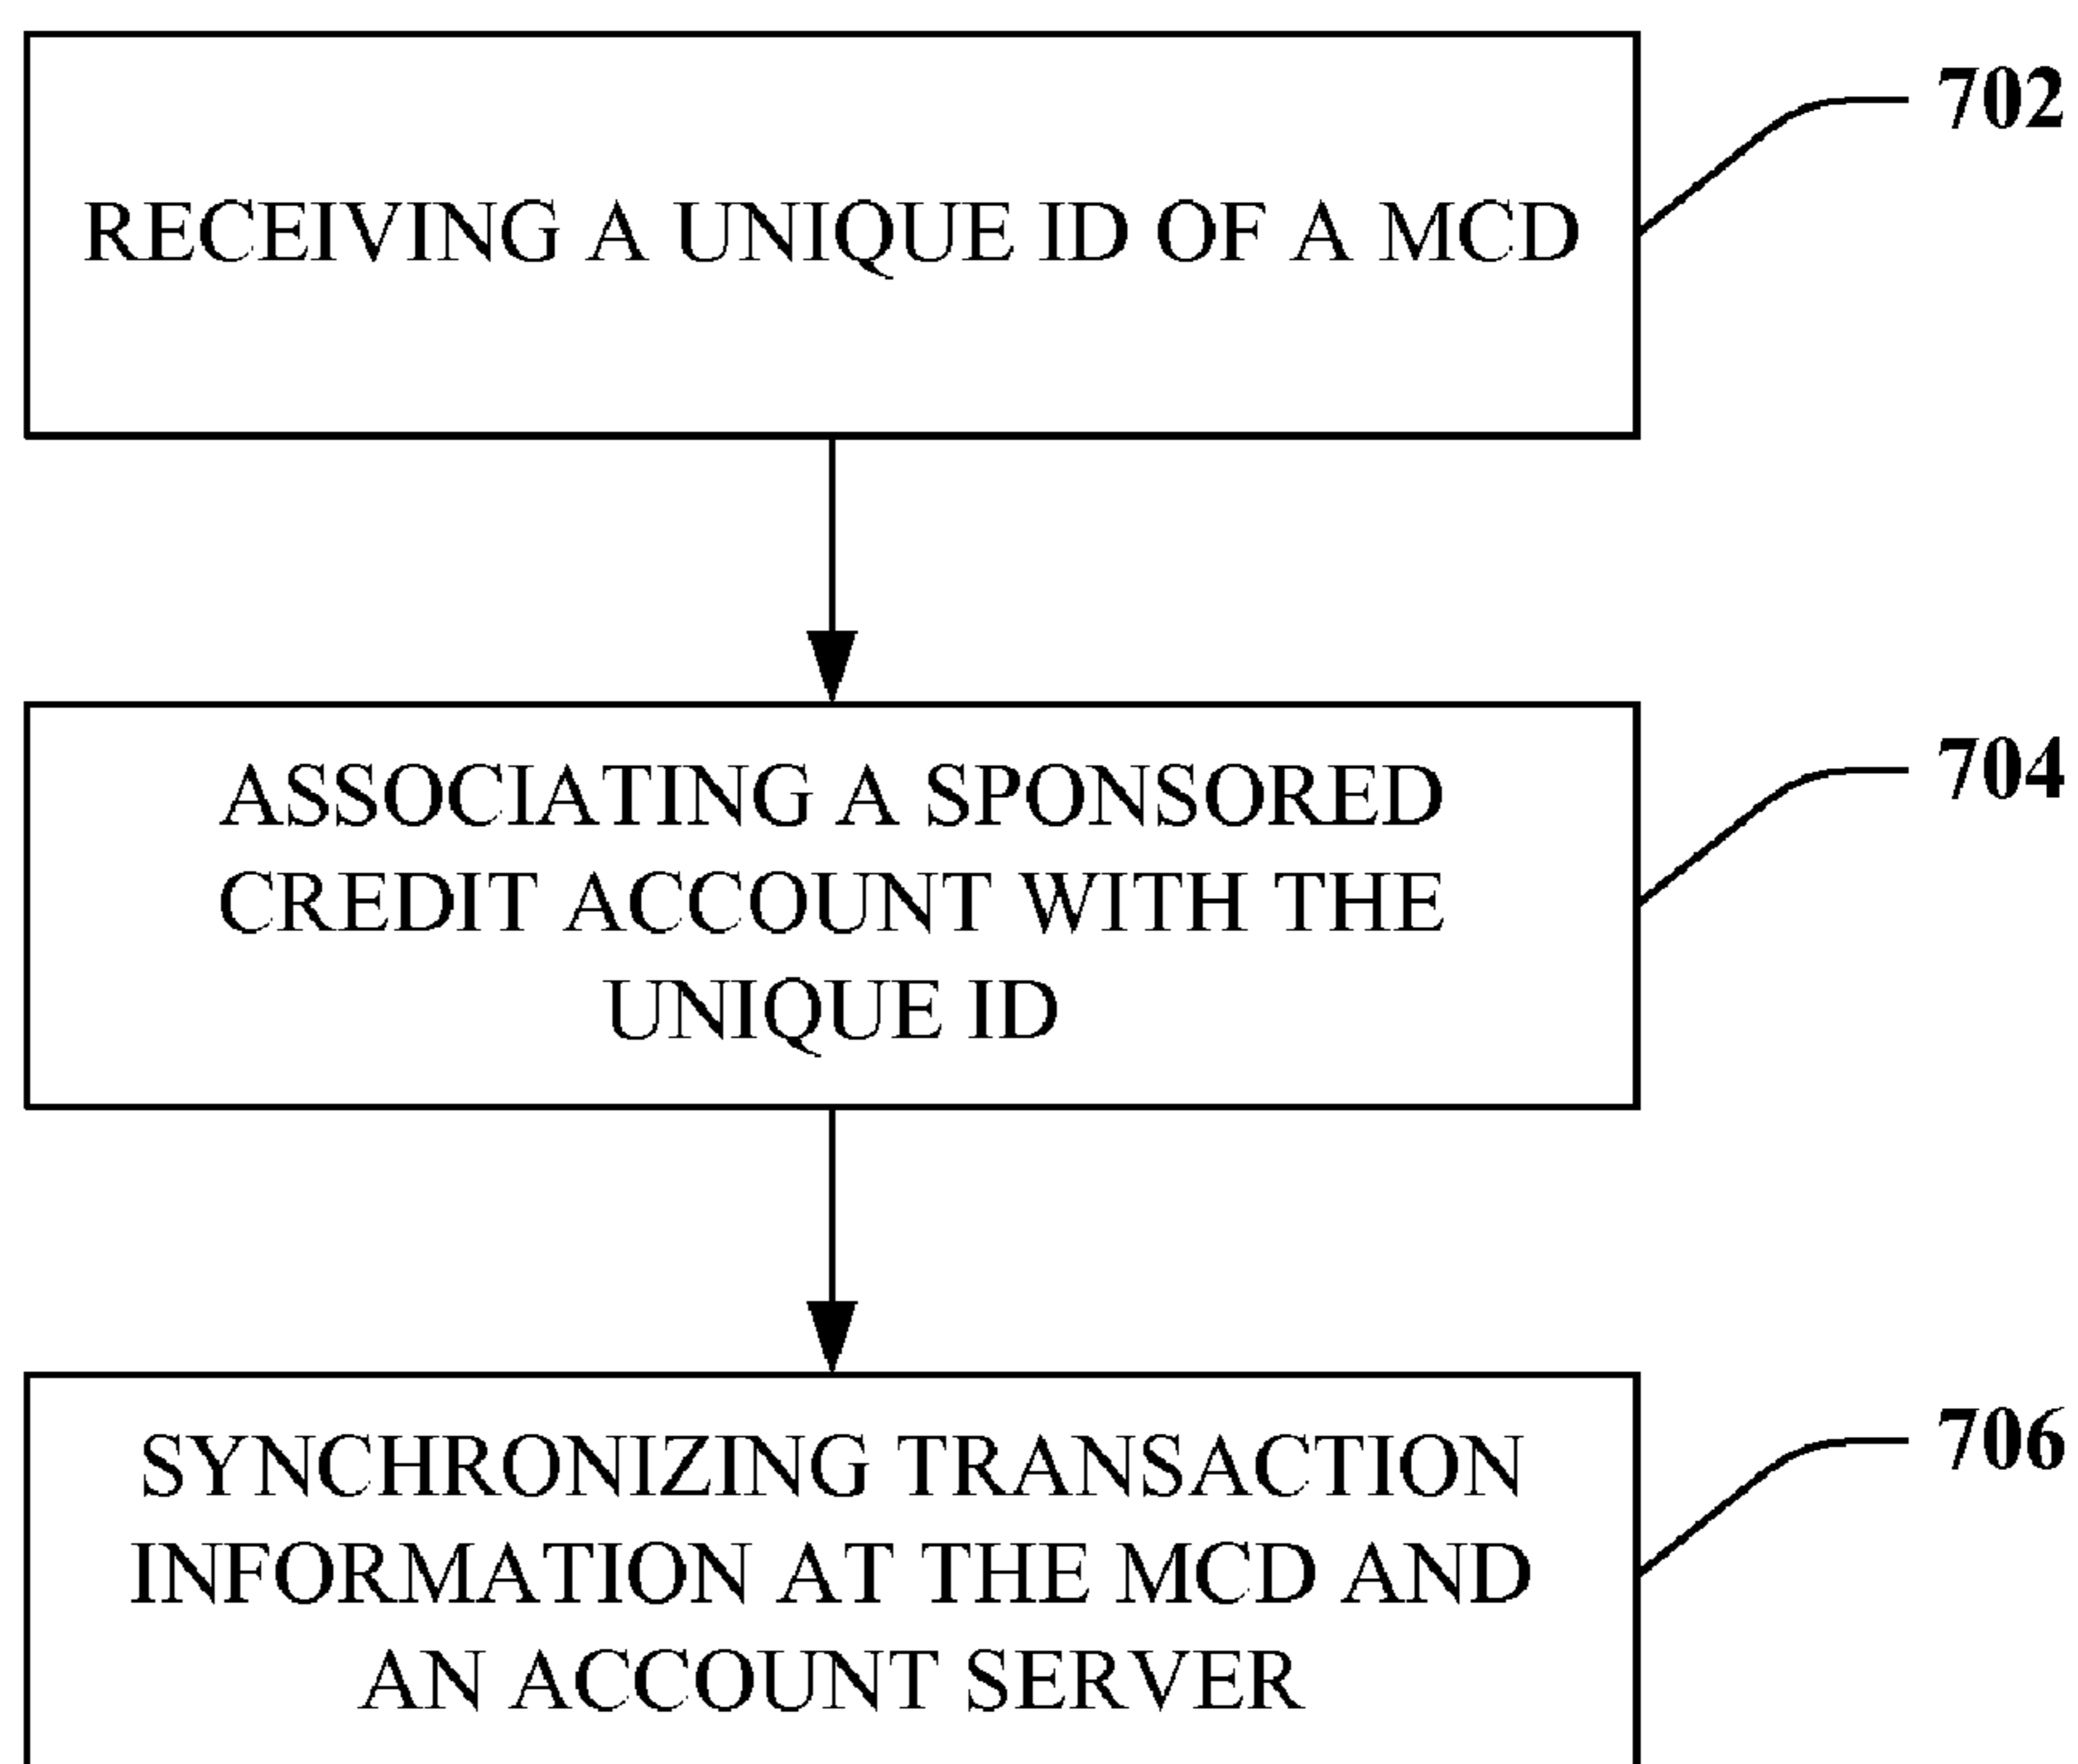 RECEIVING A UNIQUE ID OF A MCD
702
ASSOCIATING A SPONSORED
CREDIT ACCOUNT WITH THE
UNIQUE ID
704
SYNCHRONIZING TRANSACTION
INFORMATION AT THE MCD AND
AN ACCOUNT SERVER
706